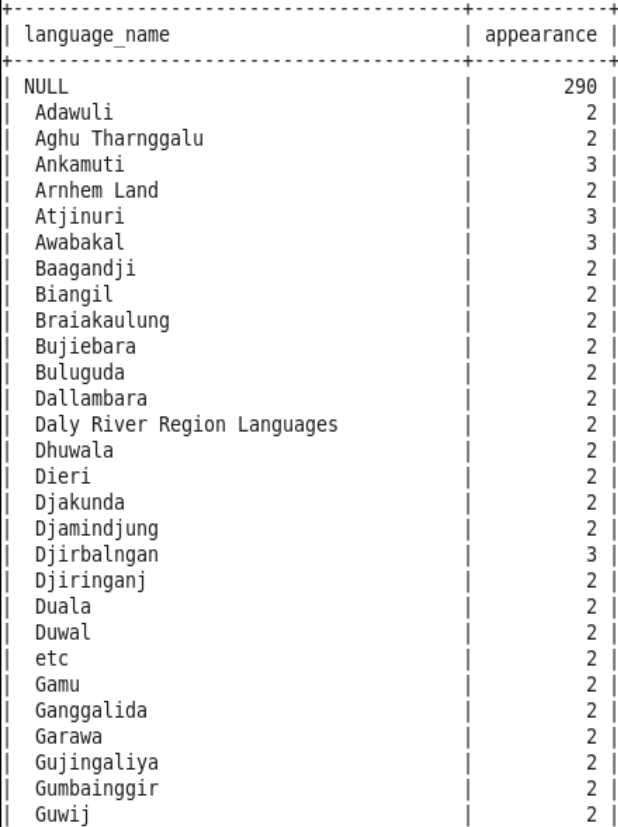 +----------------------------------------+------------+
| language_name                          | appearance |
+----------------------------------------+------------+
| NULL                                   |        290 |
|  Adawuli                               |          2 |
|  Aghu Tharnggalu                       |          2 |
|  Ankamuti                              |          3 |
|  Arnhem Land                           |          2 |
|  Atjinuri                              |          3 |
|  Awabakal                              |          3 |
|  Baagandji                             |          2 |
|  Biangil                               |          2 |
|  Braiakaulung                          |          2 |
|  Bujiebara                             |          2 |
|  Buluguda                              |          2 |
|  Dallambara                            |          2 |
|  Daly River Region Languages           |          2 |
|  Dhuwala                               |          2 |
|  Dieri                                 |          2 |
|  Djakunda                              |          2 |
|  Djamindjung                           |          2 |
|  Djirbalngan                           |          3 |
|  Djiringanj                            |          2 |
|  Duala                                 |          2 |
|  Duwal                                 |          2 |
|  etc                                   |          2 |
|  Gamu                                  |          2 |
|  Ganggalida                            |          2 |
|  Garawa                                |          2 |
|  Gujingaliya                           |          2 |
|  Gumbainggir                           |          2 |
|  Guwij                                 |          2 |